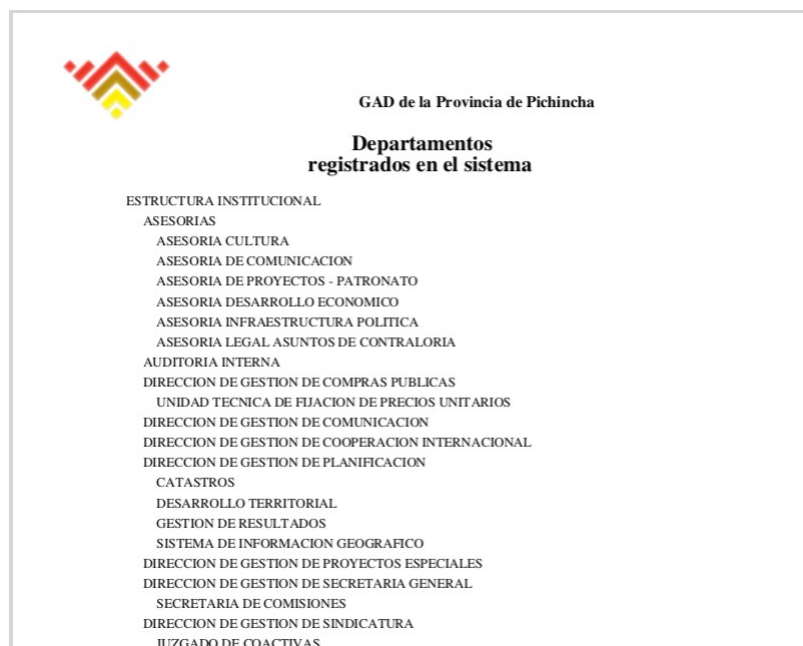 GAD de la Provincia de Pichincha
Departamentos
registrados en el sistema
ESTRUCTURA INSTITUCIONAL
ASESORIAS
ASESORIA CULTURA
ASESORIA DE COMUNICACION
ASESORIA DE PROYECTOS - PATRONATO
ASESORIA DESARROLLO ECONOMICO
ASESORIA INFRAESTRUCTURA POLITICA
ASESORIA LEGAL ASUNTOS DE CONTRALORIA
AUDITORIA INTERNA
DIRECCION DE GESTION DE COMPRAS PUBLICAS
UNIDAD TECNICA DE FIJACION DE PRECIOS UNITARIOS
DIRECCION DE GESTION DE COMUNICACION
DIRECCION DE GESTION DE COOPERACION INTERNACIONAL
DIRECCION DE GESTION DE PLANIFICACION
CATASTROS
DESARROLLO TERRITORIAL
GESTION DE RESULTADOS
SISTEMA DE INFORMACION GEOGRAFICO
DIRECCION DE GESTION DE PROYECTOS ESPECIALES
DIRECCION DE GESTION DE SECRETARIA GENERAL
SECRETARIA DE COMISIONES
DIRECCION DE GESTION DE SINDICATURA
JUZGADO DE COACTIVAS